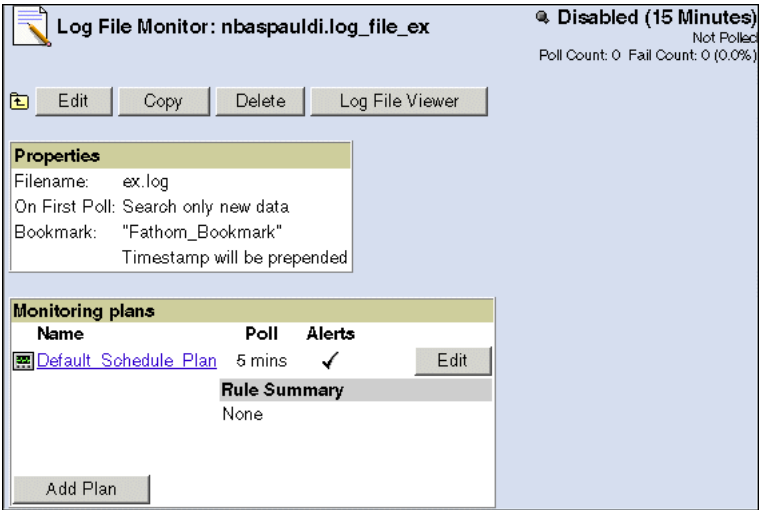 Log File Monitor: nbaspauldi.log_file_ex
Disabled (15 Minutes)
Not Polled
Poll Count: 0 Fail Count: 0 (0.0%)
Edit Copy Delete Log File Viewer
Properties
Filename: ex.log
On First Poll: Search only new data
Bookmark: "Fathom_Bookmark"
Timestamp will be prepended
Monitoring plans
Name Poll Alerts
Default_Schedule_Plan 5 mins ✓ Edit
Rule Summary
None
Add Plan